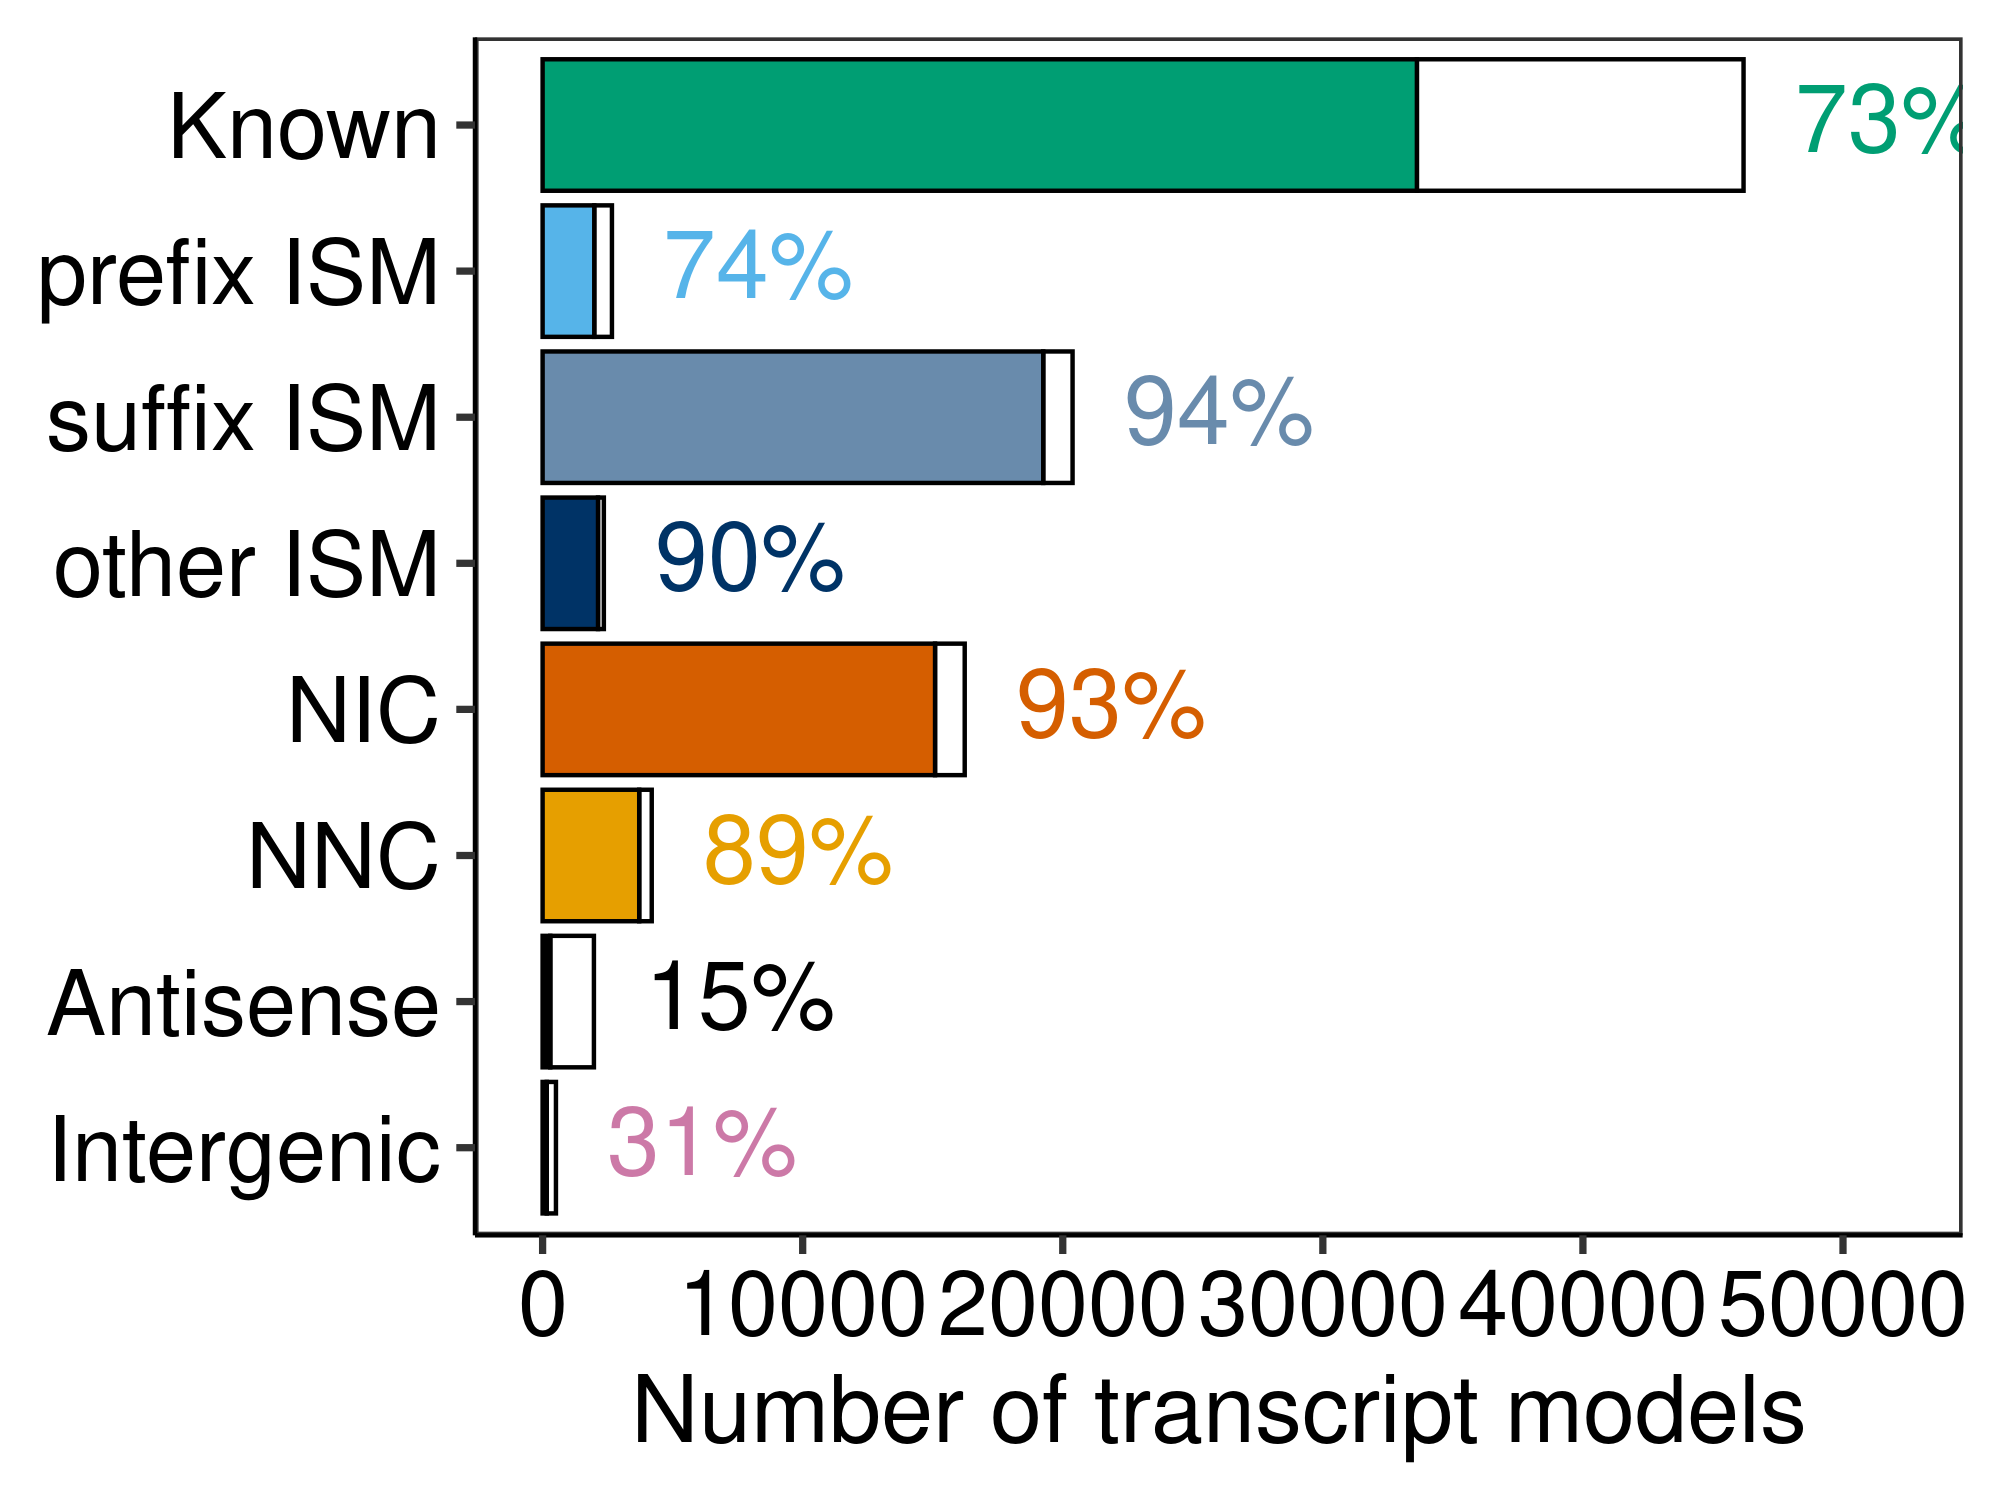 Known 73%
prefix ISM 74%
suffix ISM 94%
other ISM 90%
NIC 93%
NNC 89%
Antisense 15%
Intergenic 31%
0 10000 20000 30000 40000 50000
Number of transcript models